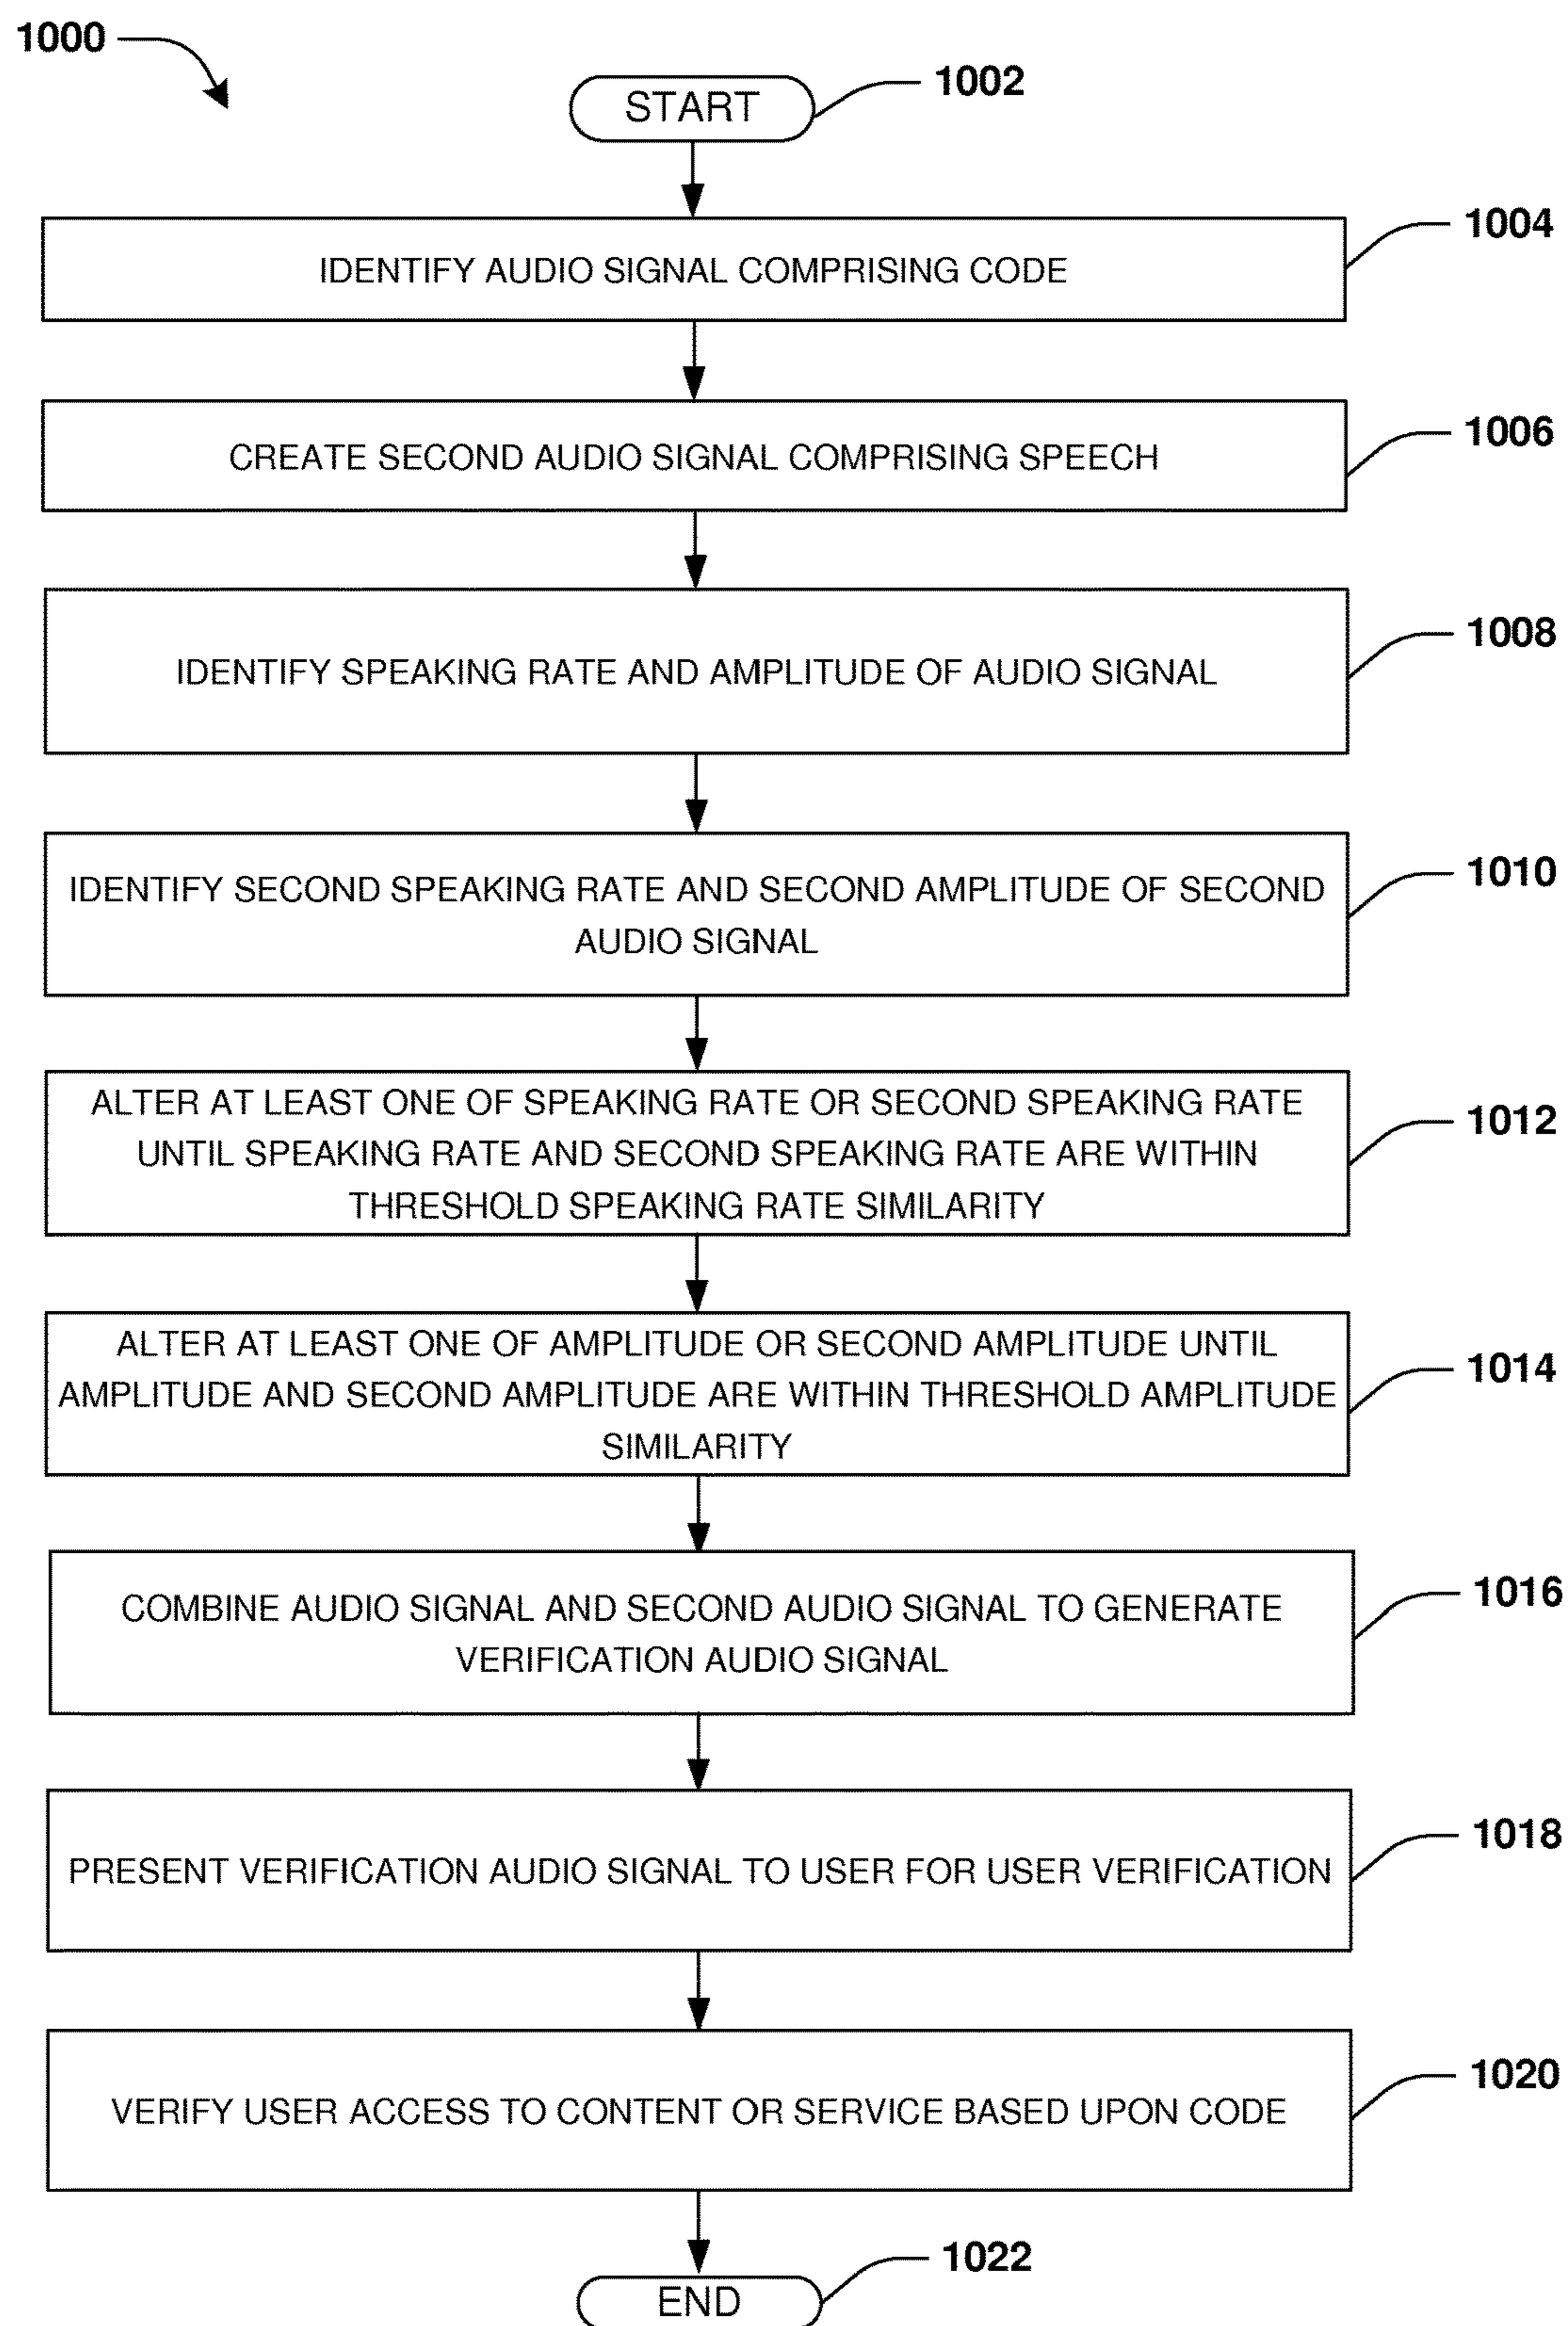 1000
START
1002
IDENTIFY AUDIO SIGNAL COMPRISING CODE
1004
CREATE SECOND AUDIO SIGNAL COMPRISING SPEECH
1006
IDENTIFY SPEAKING RATE AND AMPLITUDE OF AUDIO SIGNAL
1008
IDENTIFY SECOND SPEAKING RATE AND SECOND AMPLITUDE OF SECOND
AUDIO SIGNAL
1010
ALTER AT LEAST ONE OF SPEAKING RATE OR SECOND SPEAKING RATE
UNTIL SPEAKING RATE AND SECOND SPEAKING RATE ARE WITHIN
THRESHOLD SPEAKING RATE SIMILARITY
1012
ALTER AT LEAST ONE OF AMPLITUDE OR SECOND AMPLITUDE UNTIL
AMPLITUDE AND SECOND AMPLITUDE ARE WITHIN THRESHOLD AMPLITUDE
SIMILARITY
1014
COMBINE AUDIO SIGNAL AND SECOND AUDIO SIGNAL TO GENERATE
VERIFICATION AUDIO SIGNAL
1016
PRESENT VERIFICATION AUDIO SIGNAL TO USER FOR USER VERIFICATION
1018
VERIFY USER ACCESS TO CONTENT OR SERVICE BASED UPON CODE
1020
END
1022